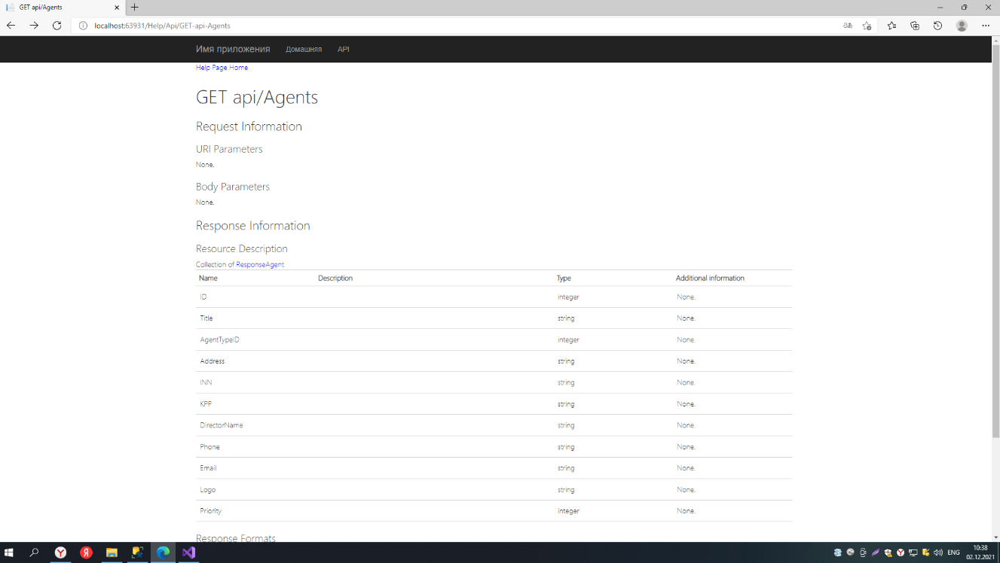 GET api/Agents
localhost:63931/Help/Api/GET-api-Agents
Имя приложения Домашняя API
Help Page Home
GET api/Agents
Request Information
URI Parameters
None.
Body Parameters
None.
Response Information
Resource Description
Collection of ResponseAgent
Name Description Type Additional information
ID integer None.
Title string None.
AgentTypeID integer None.
Address string None.
INN string None.
KPP string None.
DirectorName string None.
Phone string None.
Email string None.
Logo string None.
Priority integer None.
Response Formats
ENG 10:38
02.12.2021